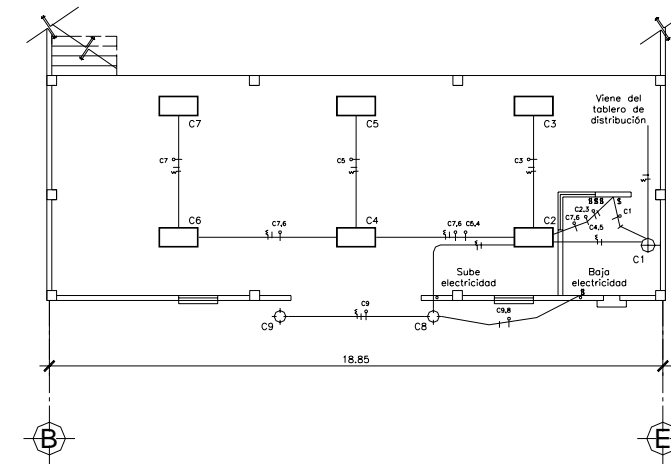 Viene del
tablero de
distribución
C7
C5
C3
C7
C5
C3
$$$
$
C2,3
C1
C7,6
C4,5
C6
C7,6
C4
C7,6 C5,4
C2
C1
Sube
electricidad
Baja
electricidad
$
C9
C9
C8
C9,8
18.85
B
E